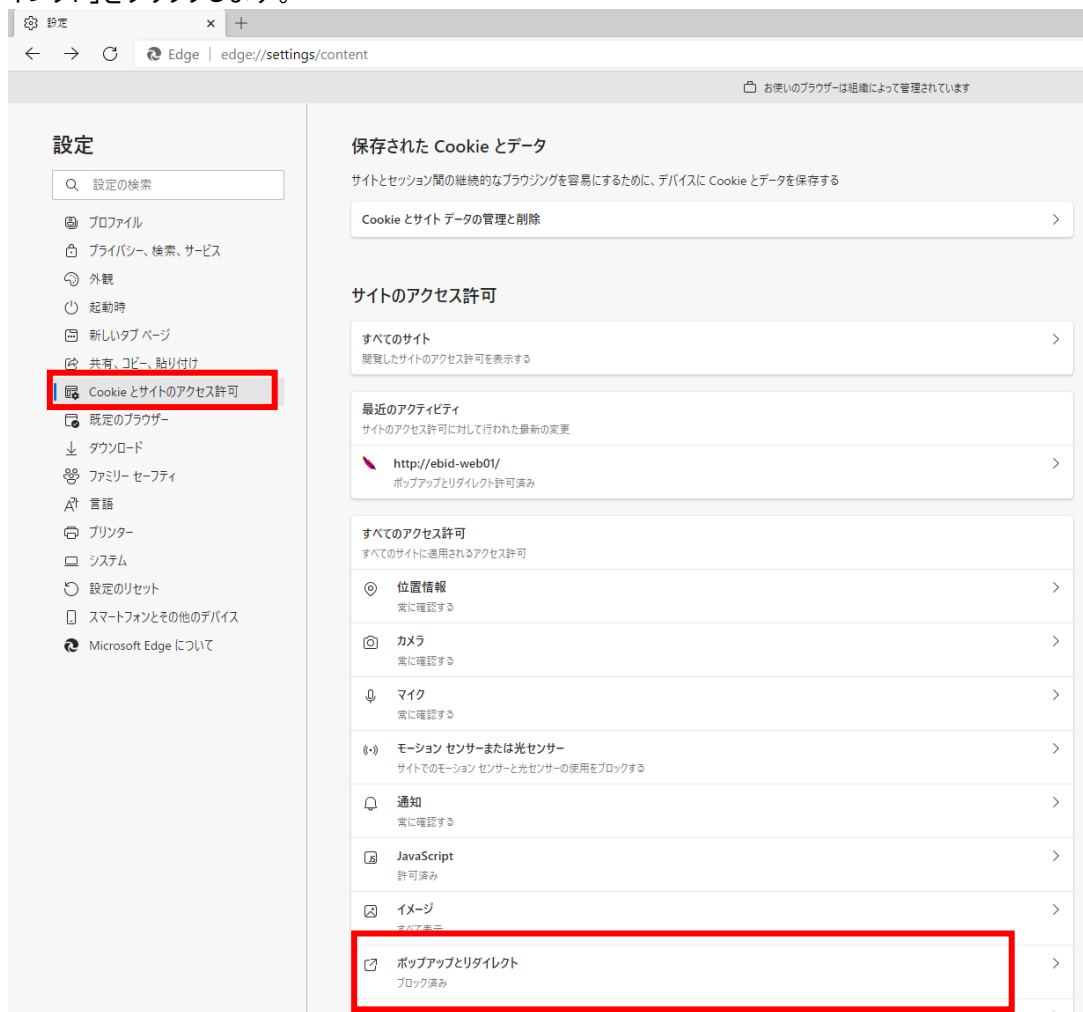 設定
Edge | edge://settings/content
お使いのブラウザーは組織によって管理されています
設定
設定の検索
プロファイル
プライバシー、検索、サービス
外観
起動時
新しいタブ ページ
共有、コピー、貼り付け
Cookie とサイトのアクセス許可
既定のブラウザー
ダウンロード
ファミリー セーフティ
言語
プリンター
システム
設定のリセット
スマートフォンとその他のデバイス
Microsoft Edge について
保存された Cookie とデータ
サイトとセッション間の継続的なブラウジングを容易にするために、デバイスに Cookie とデータを保存する
Cookie とサイト データの管理と削除
サイトのアクセス許可
すべてのサイト
閲覧したサイトのアクセス許可を表示する
最近のアクティビティ
サイトのアクセス許可に対して行われた最新の変更
http://ebid-web01/
ポップアップとリダイレクト許可済み
すべてのアクセス許可
すべてのサイトに適用されるアクセス許可
位置情報
常に確認する
カメラ
常に確認する
マイク
常に確認する
モーション センサーまたは光センサー
サイトでのモーション センサーと光センサーの使用をブロックする
通知
常に確認する
JavaScript
許可済み
イメージ
すべて表示
ポップアップとリダイレクト
ブロック済み